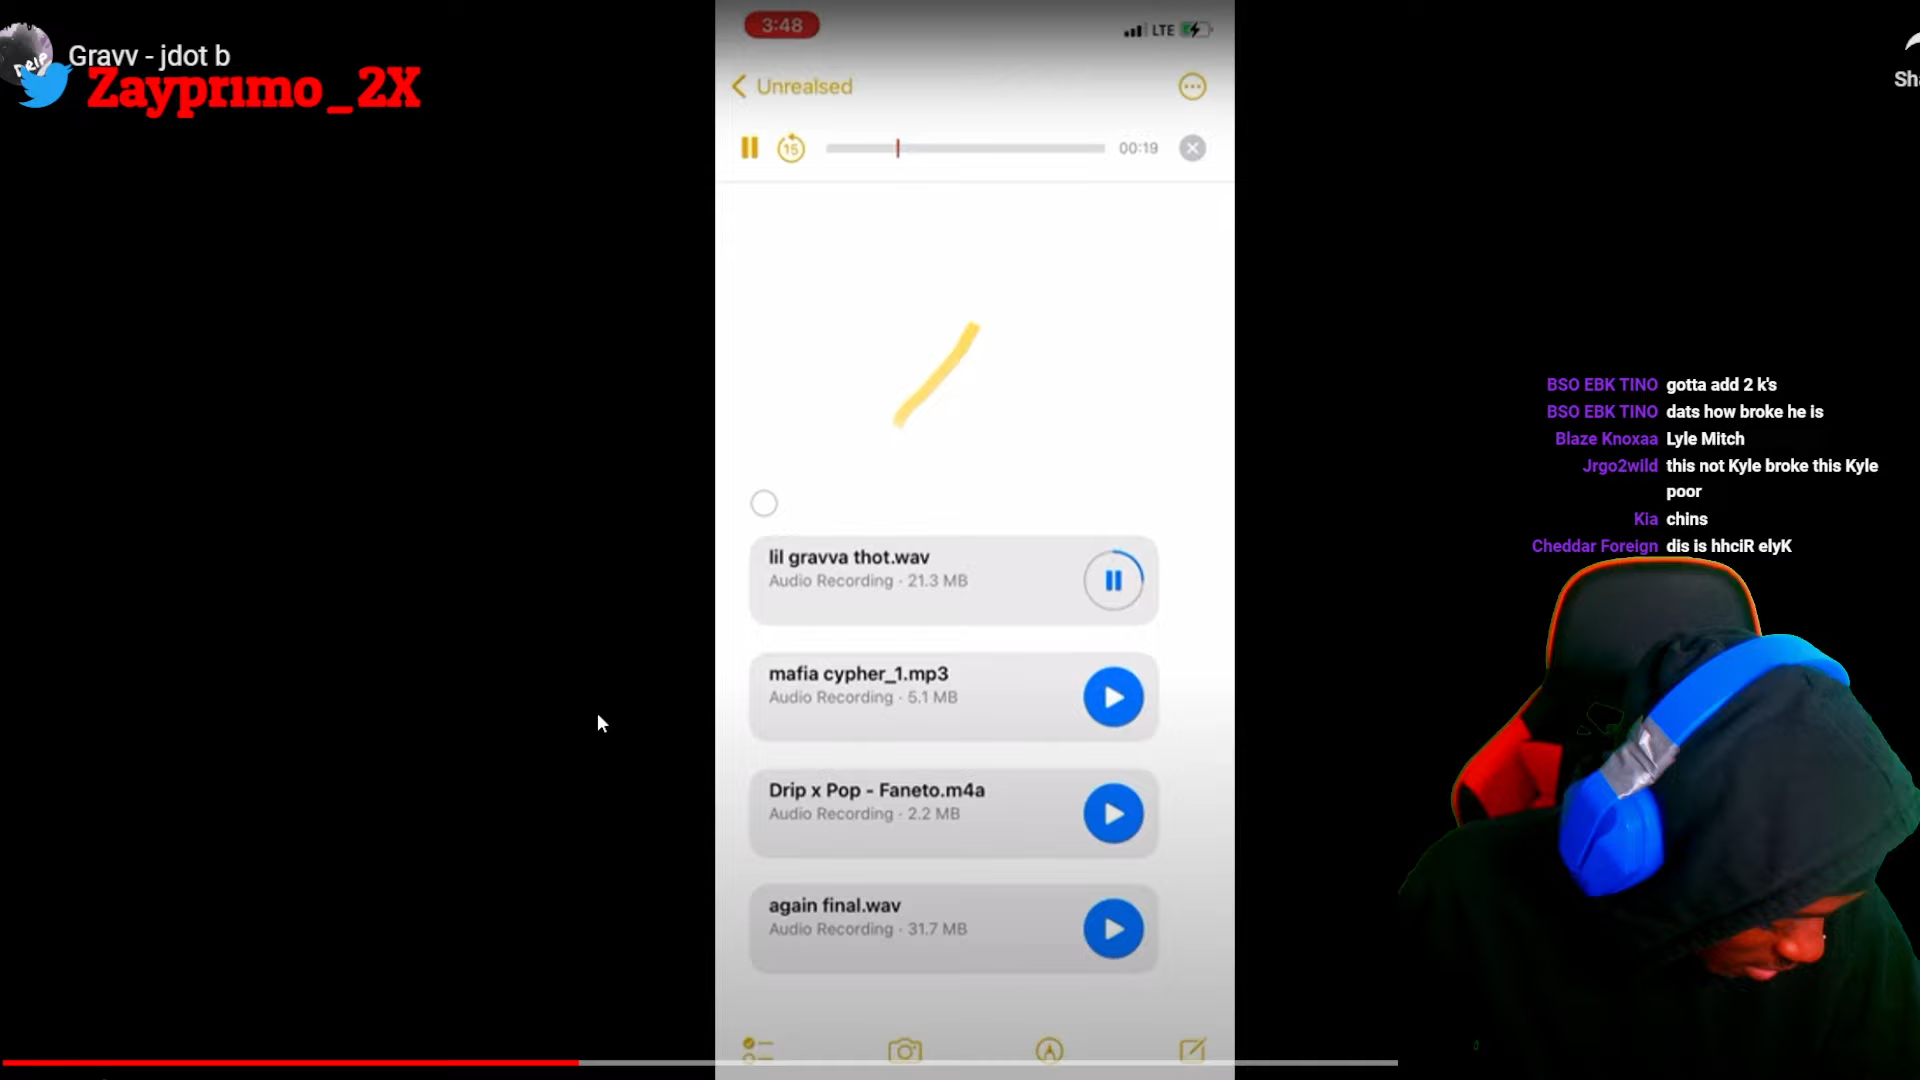 Gravv - jdot b
Zayprimo_2X
DRIP
3:48
LTE
Unrealsed
15
00:19
Sha
lil gravva thot.wav
Audio Recording · 21.3 MB
mafia cypher_1.mp3
Audio Recording · 5.1 MB
Drip x Pop - Faneto.m4a
Audio Recording · 2.2 MB
again final.wav
Audio Recording · 31.7 MB
BSO EBK TINO gotta add 2 k's
BSO EBK TINO dats how broke he is
Blaze Knoxaa Lyle Mitch
Jrgo2wild this not Kyle broke this Kyle
poor
Kia chins
Cheddar Foreign dis is hhciR elyK